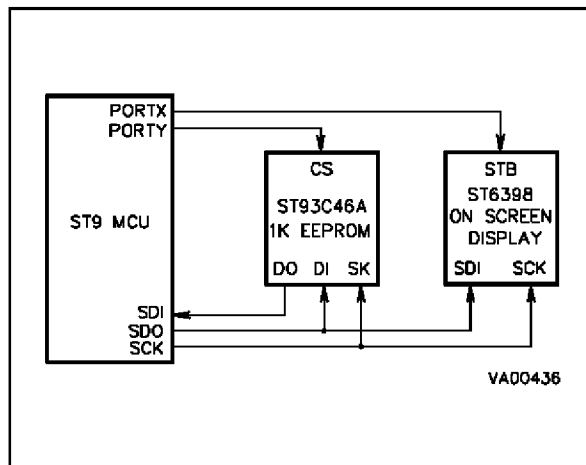 PORTX
PORTY
ST9 MCU
SDI
SDO
SCK
CS
ST93C46A
1K EEPROM
DO DI SK
STB
ST6398
ON SCREEN
DISPLAY
SDI SCK
VA00436